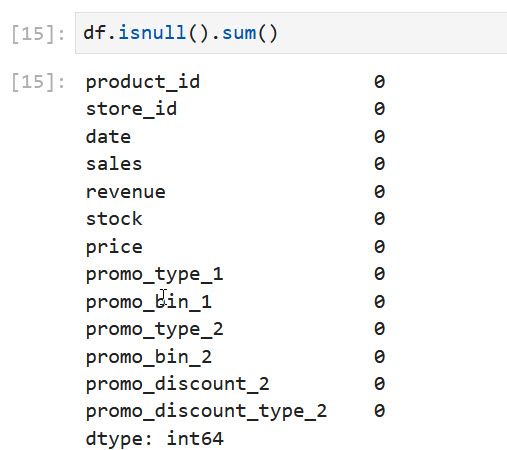 [15]: df.isnull().sum()
[15]: product_id 0
store_id 0
date 0
sales 0
revenue 0
stock 0
price 0
promo_type_1 0
promo_bin_1 0
promo_type_2 0
promo_bin_2 0
promo_discount_2 0
promo_discount_type_2 0
dtype: int64